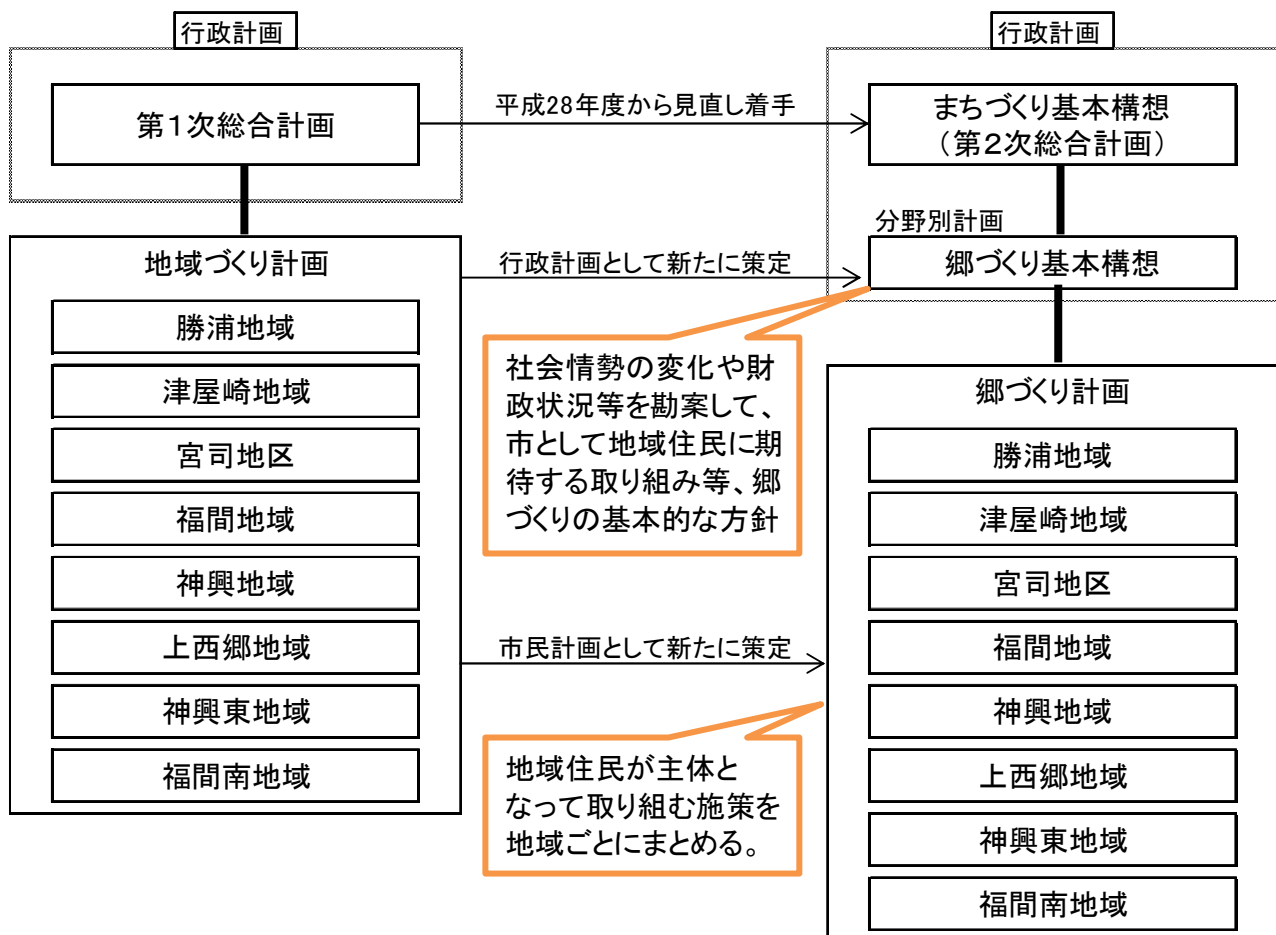 行政計画
第１次総合計画
地域づくり計画
勝浦地域
津屋崎地域
宮司地区
福間地域
神興地域
上西郷地域
神興東地域
福間南地域
平成28年度から見直し着手
行政計画として新たに策定
社会情勢の変化や財
政状況等を勘案して、
市として地域住民に期
待する取り組み等、郷
づくりの基本的な方針
市民計画として新たに策定
地域住民が主体と
なって取り組む施策を
地域ごとにまとめる。
行政計画
まちづくり基本構想
（第２次総合計画）
分野別計画
郷づくり基本構想
郷づくり計画
勝浦地域
津屋崎地域
宮司地区
福間地域
神興地域
上西郷地域
神興東地域
福間南地域